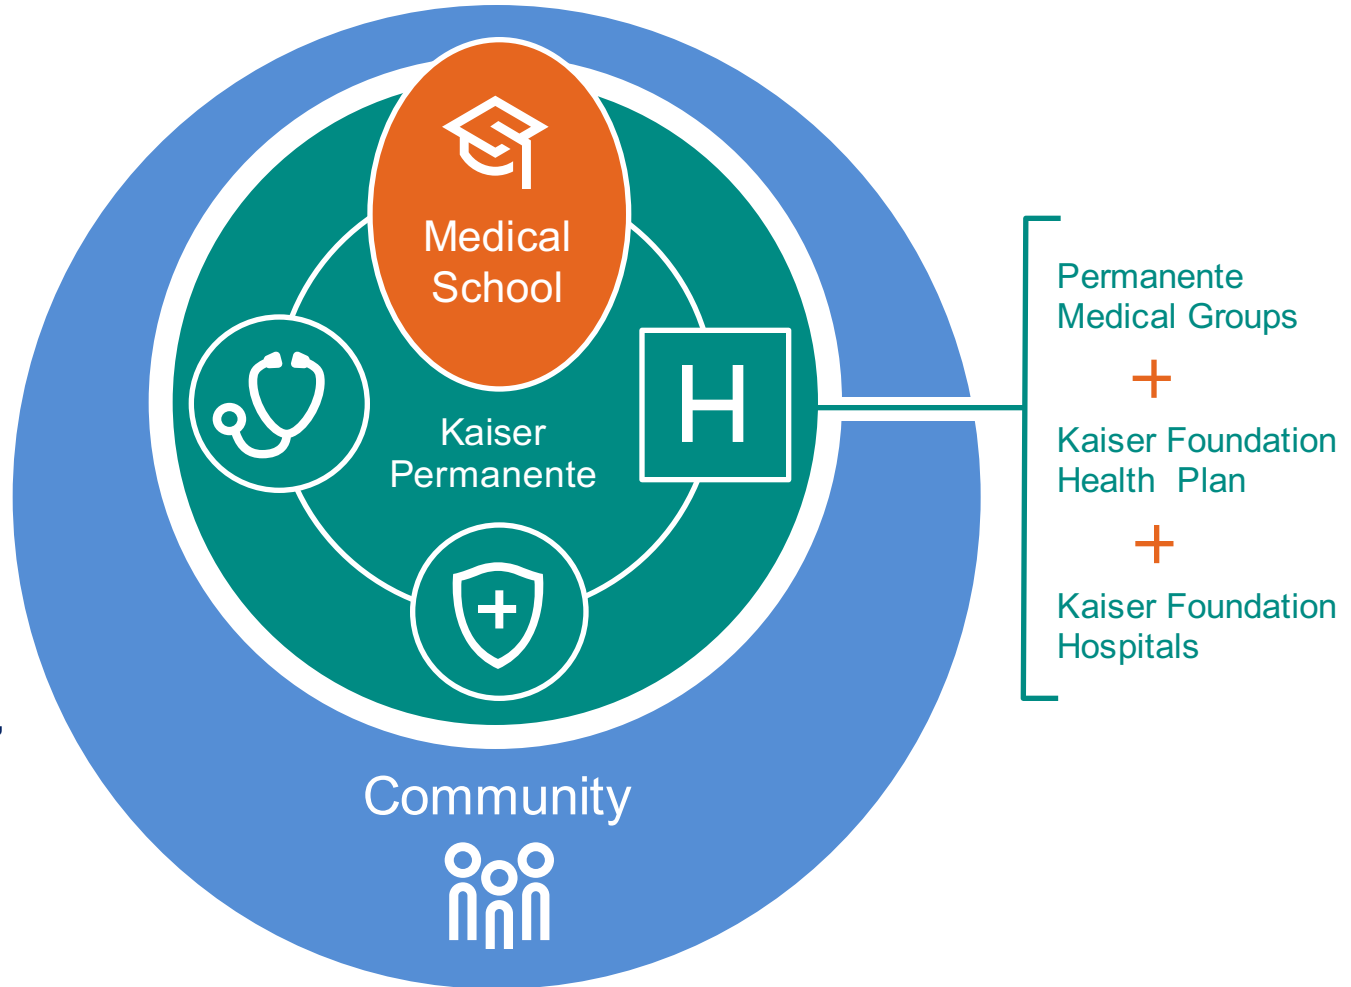 Medical
School
Kaiser
Permanente
H
Community
Permanente
Medical Groups
+
Kaiser Foundation
Health Plan
+
Kaiser Foundation
Hospitals